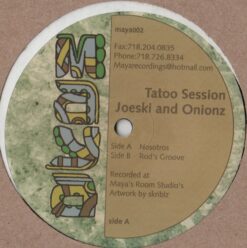 maya002
Fax:718.204.0835
Phone:718.726.8334
Mayarecordings@hotmail.com
Tatoo Session
Joeski and Onionz
Side A Nosotros
Side B Rod's Groove
Recorded at
Maya's Room Studio's
Artwork by skriblz
side A